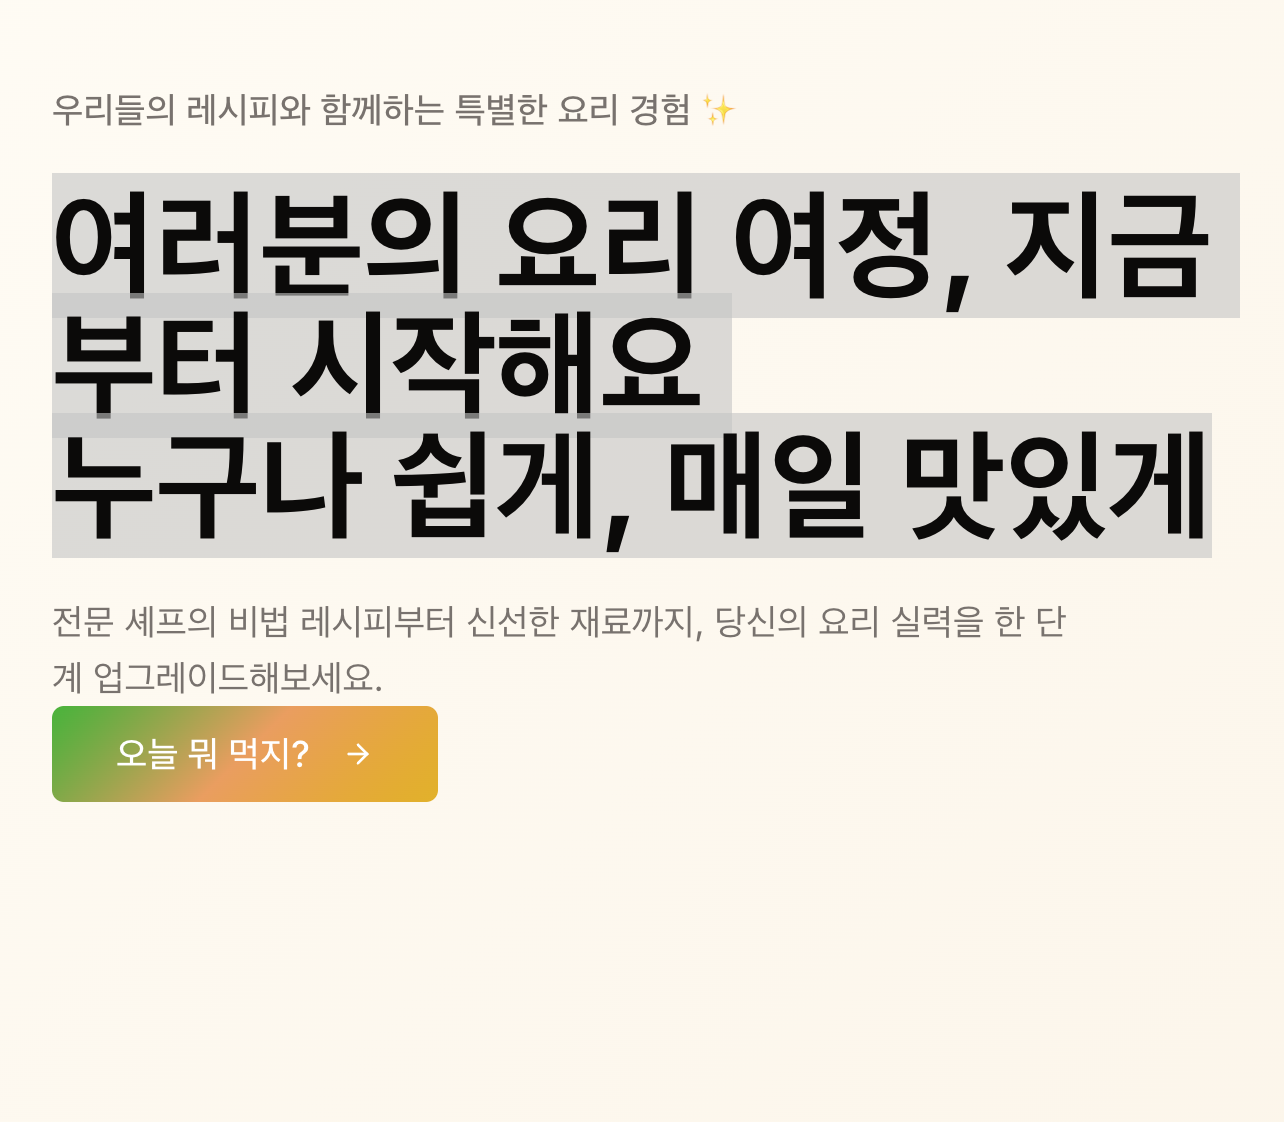 우리들의 레시피와 함께하는 특별한 요리 경험 ✨
여러분의 요리 여정, 지금
부터 시작해요
누구나 쉽게, 매일 맛있게
전문 셰프의 비법 레시피부터 신선한 재료까지, 당신의 요리 실력을 한 단
계 업그레이드해보세요.
오늘 뭐 먹지? →